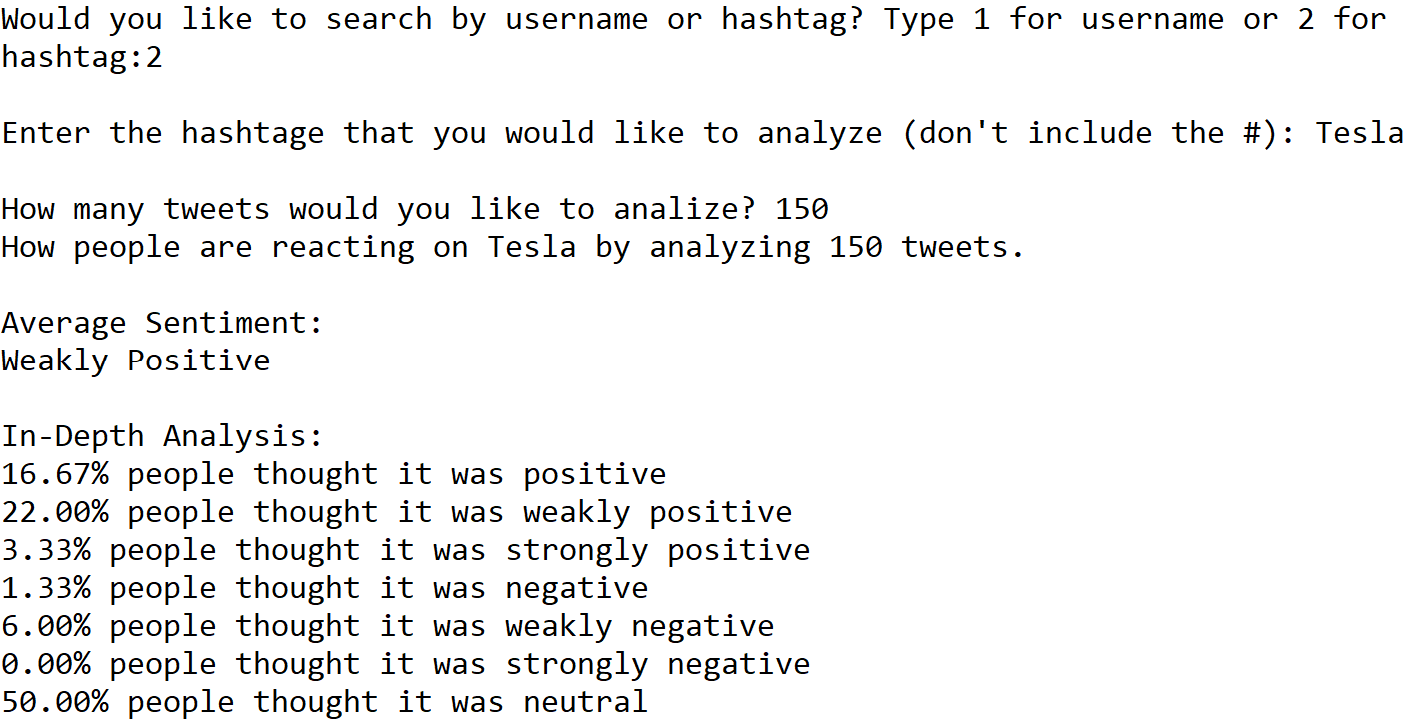 Would you like to search by username or hashtag? Type 1 for username or 2 for
hashtag:2
Enter the hashtage that you would like to analyze (don't include the #): Tesla
How many tweets would you like to analize? 150
How people are reacting on Tesla by analyzing 150 tweets.
Average Sentiment:
Weakly Positive
In-Depth Analysis:
16.67% people thought it was positive
22.00% people thought it was weakly positive
3.33% people thought it was strongly positive
1.33% people thought it was negative
6.00% people thought it was weakly negative
0.00% people thought it was strongly negative
50.00% people thought it was neutral